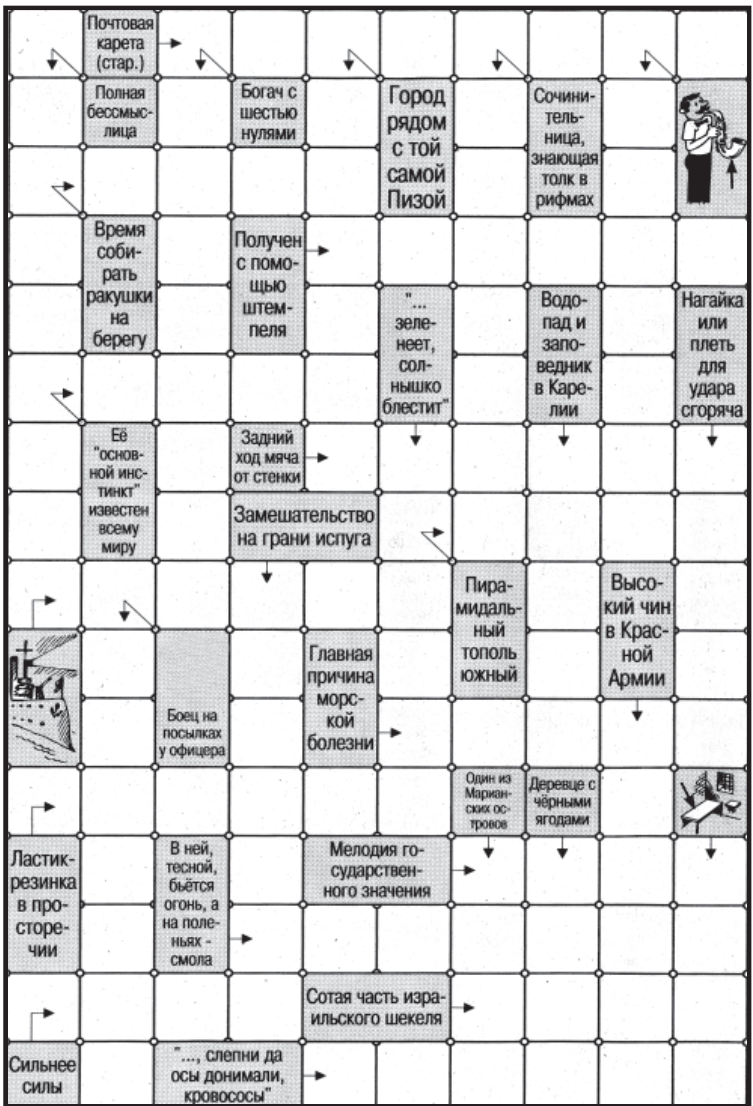 Почтовая
карета
(стар.)
Полная
бессмыс-
лица
Богач с
шестью
нулями
Город
рядом
с той
самой
Пизой
Сочини-
тель-
ница,
знающая
толк в
рифмах
Время
соби-
рать
ракушки
на
берегу
Получен
с помо-
щью
штем-
пеля
"...
зеле-
неет,
сол-
нышко
блестит"
Водо-
пад и
запо-
ведник
в Каре-
лии
Нагайка
или
плеть
для
удара
сгоряча
Её
"основ-
ной инс-
тинкт"
известен
всему
миру
Задний
ход мяча
от стенки
Замешательство
на грани испуга
Пира-
мидаль-
ный
тополь
южный
Высо-
кий чин
в Крас-
ной
Армии
Боец на
посылках
у офицера
Главная
причина
морс-
кой
болезни
Один из
Мариан-
ских ос-
тровов
Деревце с
чёрными
ягодами
Ластик-
резинка
в про-
сторе-
чии
В ней,
тесной,
бьётся
огонь, а
на поле-
ньях -
смола
Мелодия го-
сударствен-
ного значения
Сотая часть изра-
ильского шекеля
Сильнее
силы
"..., слепни да
осы донимали,
кровососы"